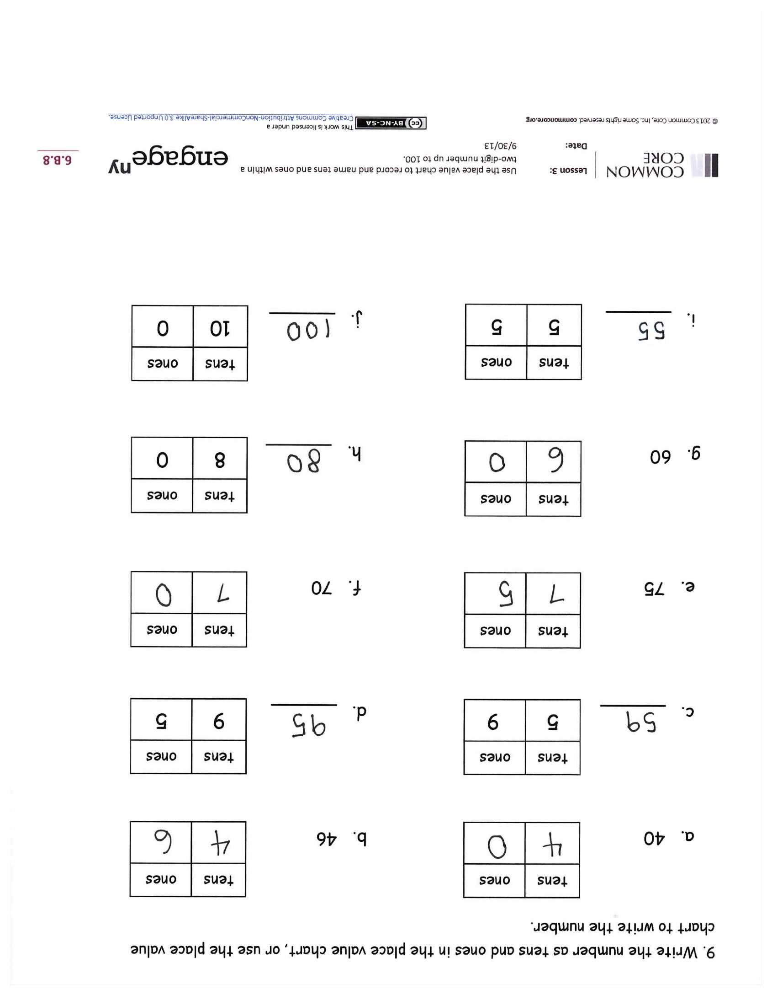 9. Write the number as tens and ones in the place value chart, or use the place value
chart to write the number.
a. 40
tens ones
4 0
b. 46
tens ones
4 6
c. 59
tens ones
5 9
d. 95
tens ones
9 5
e. 75
tens ones
7 5
f. 70
tens ones
7 0
g. 60
tens ones
6 0
h. 80
tens ones
8 0
i. 55
tens ones
5 5
j. 100
tens ones
10 0
COMMON
CORE
Lesson 3:
Use the place value chart to record and name tens and ones within a
two-digit number up to 100.
Date:
9/30/13
engage ny
6.B.8
© 2013 Common Core, Inc. Some rights reserved. commoncore.org
(cc) BY-NC-SA
This work is licensed under a
Creative Commons Attribution-NonCommercial-ShareAlike 3.0 Unported License.